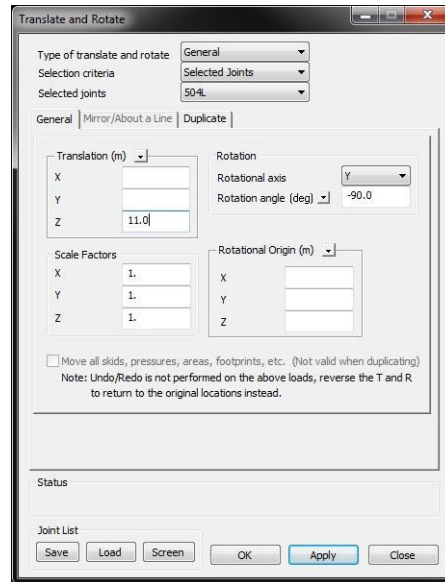 Translate and Rotate
Type of translate and rotate General
Selection criteria Selected Joints
Selected joints 504L
General Mirror/About a Line Duplicate
Translation (m)
X
Y
Z 11.0
Rotation
Rotational axis Y
Rotation angle (deg) -90.0
Scale Factors
X 1.
Y 1.
Z 1.
Rotational Origin (m)
X
Y
Z
Move all skids, pressures, areas, footprints, etc. (Not valid when duplicating)
Note: Undo/Redo is not performed on the above loads, reverse the T and R
to return to the original locations instead.
Status
Joint List
Save Load Screen OK Apply Close